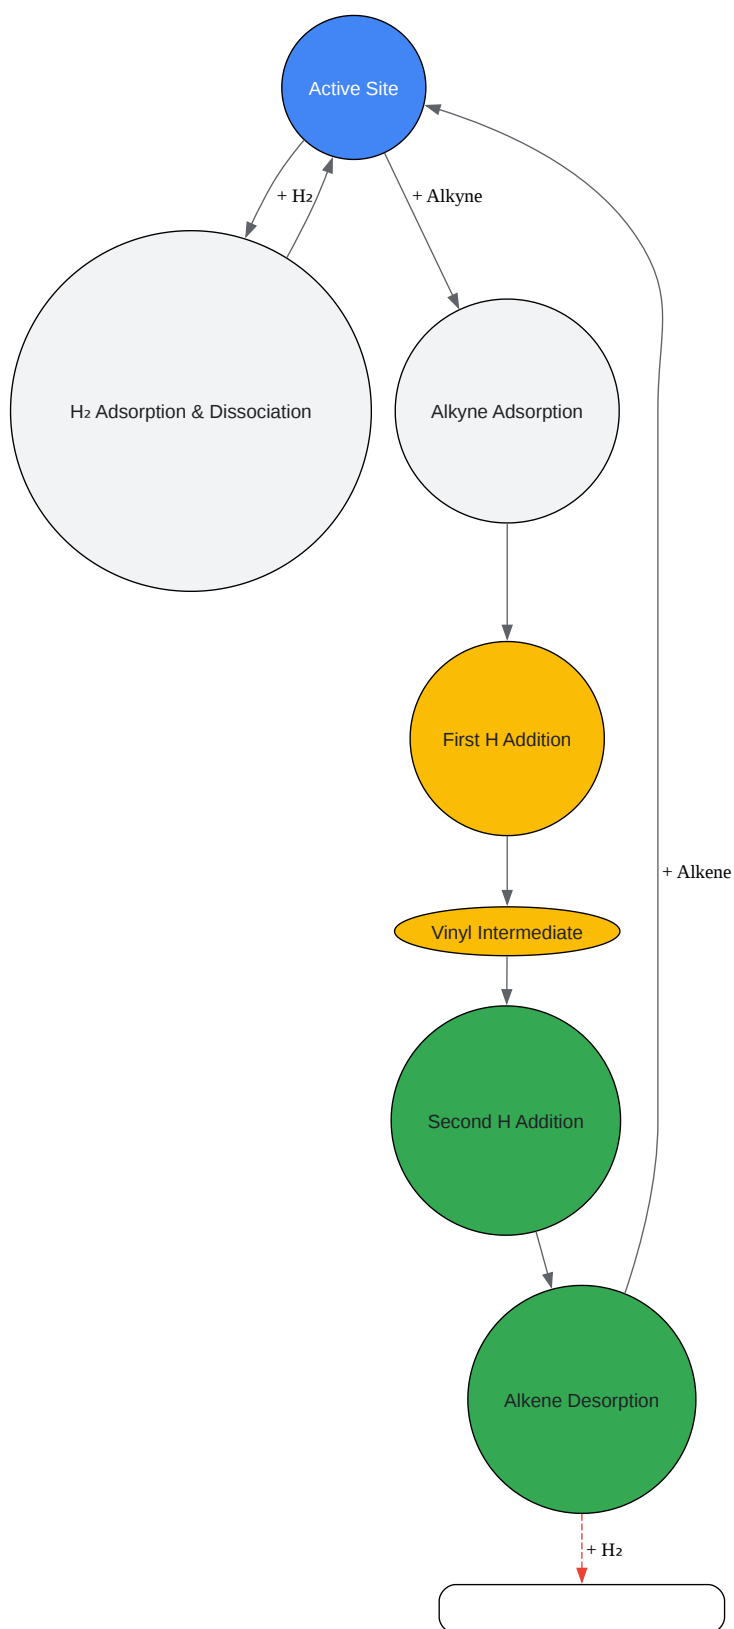 Active Site
+ H₂
+ Alkyne
H₂ Adsorption & Dissociation
Alkyne Adsorption
First H Addition
+ Alkene
Vinyl Intermediate
Second H Addition
Alkene Desorption
+ H₂